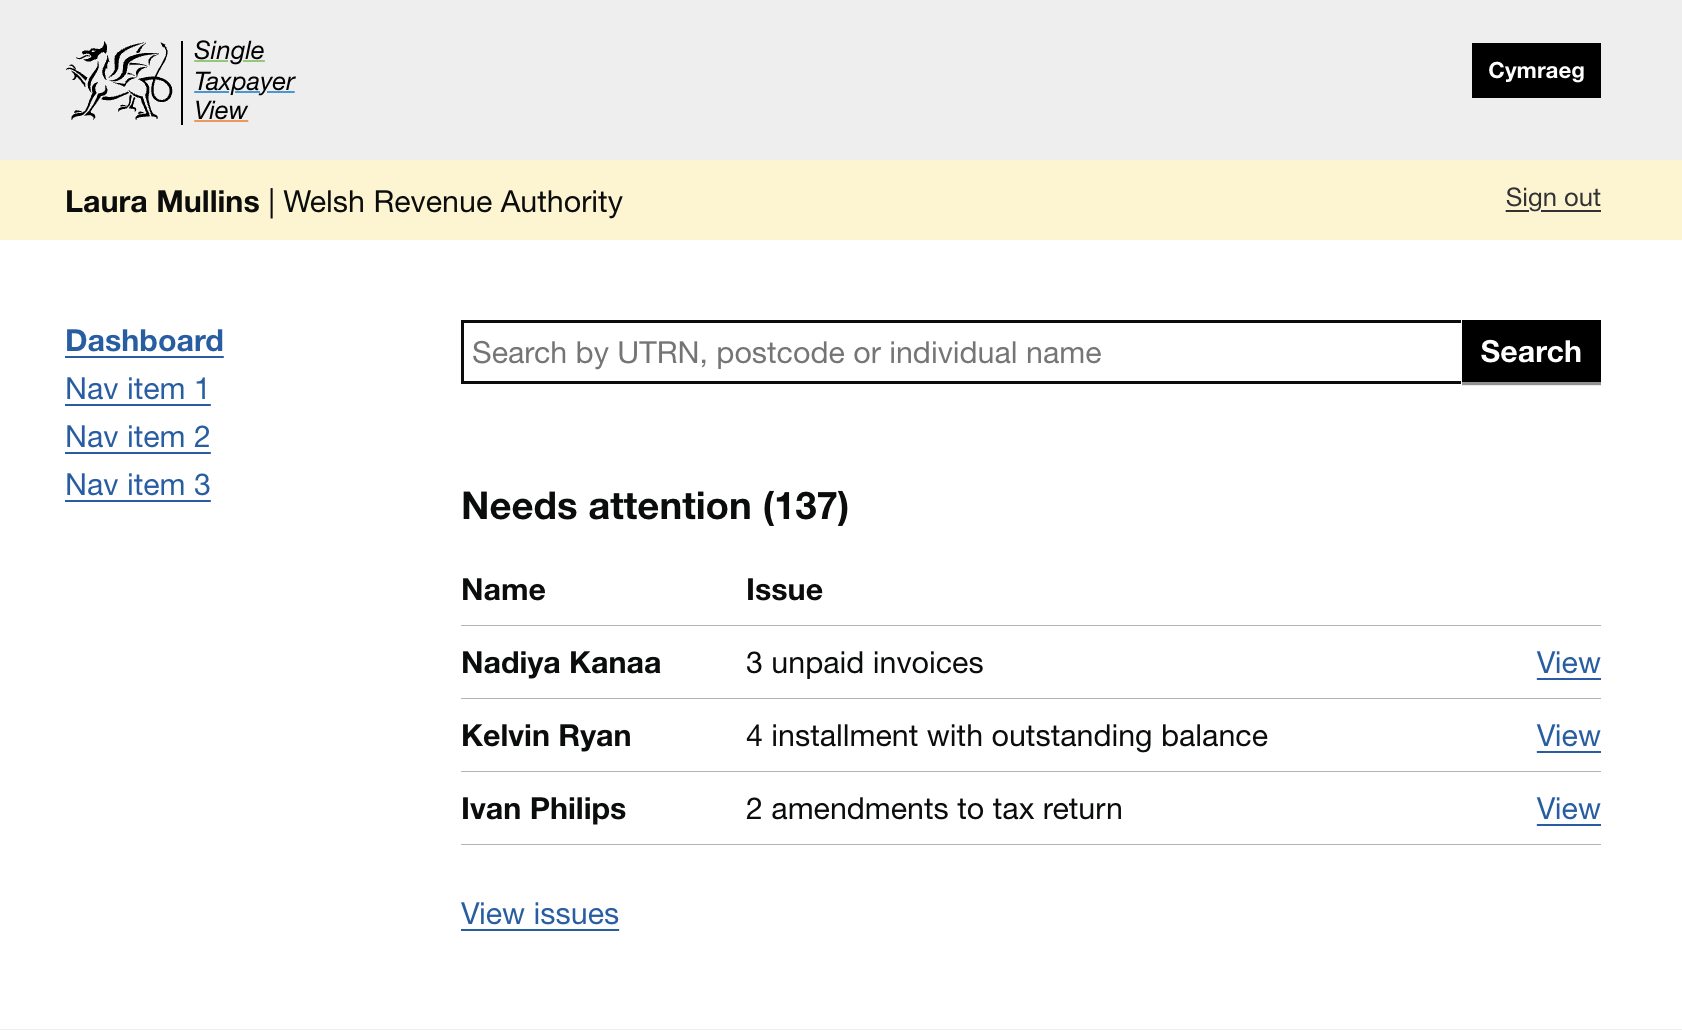 Single
Taxpayer
View
Cymraeg
Laura Mullins | Welsh Revenue Authority
Sign out
Dashboard
Nav item 1
Nav item 2
Nav item 3
Search by UTRN, postcode or individual name
Search
Needs attention (137)
Name Issue
Nadiya Kanaa 3 unpaid invoices View
Kelvin Ryan 4 installment with outstanding balance View
Ivan Philips 2 amendments to tax return View
View issues